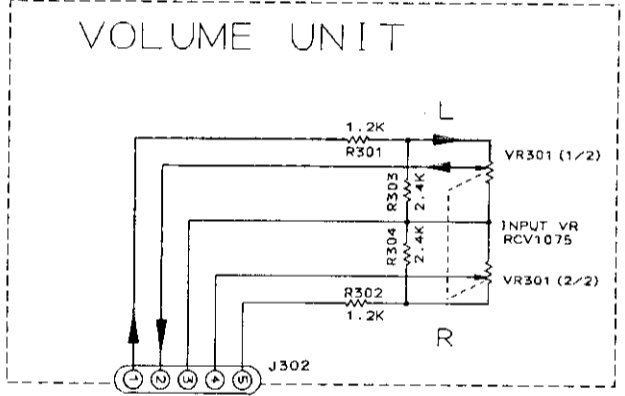 VOLUME UNIT
L
1.2K
R301
VR301 (1/2)
R303
2.4K
INPUT VR
RCV1075
R304
2.4K
VR301 (2/2)
R302
1.2K
R
J302
1 2 3 4 5